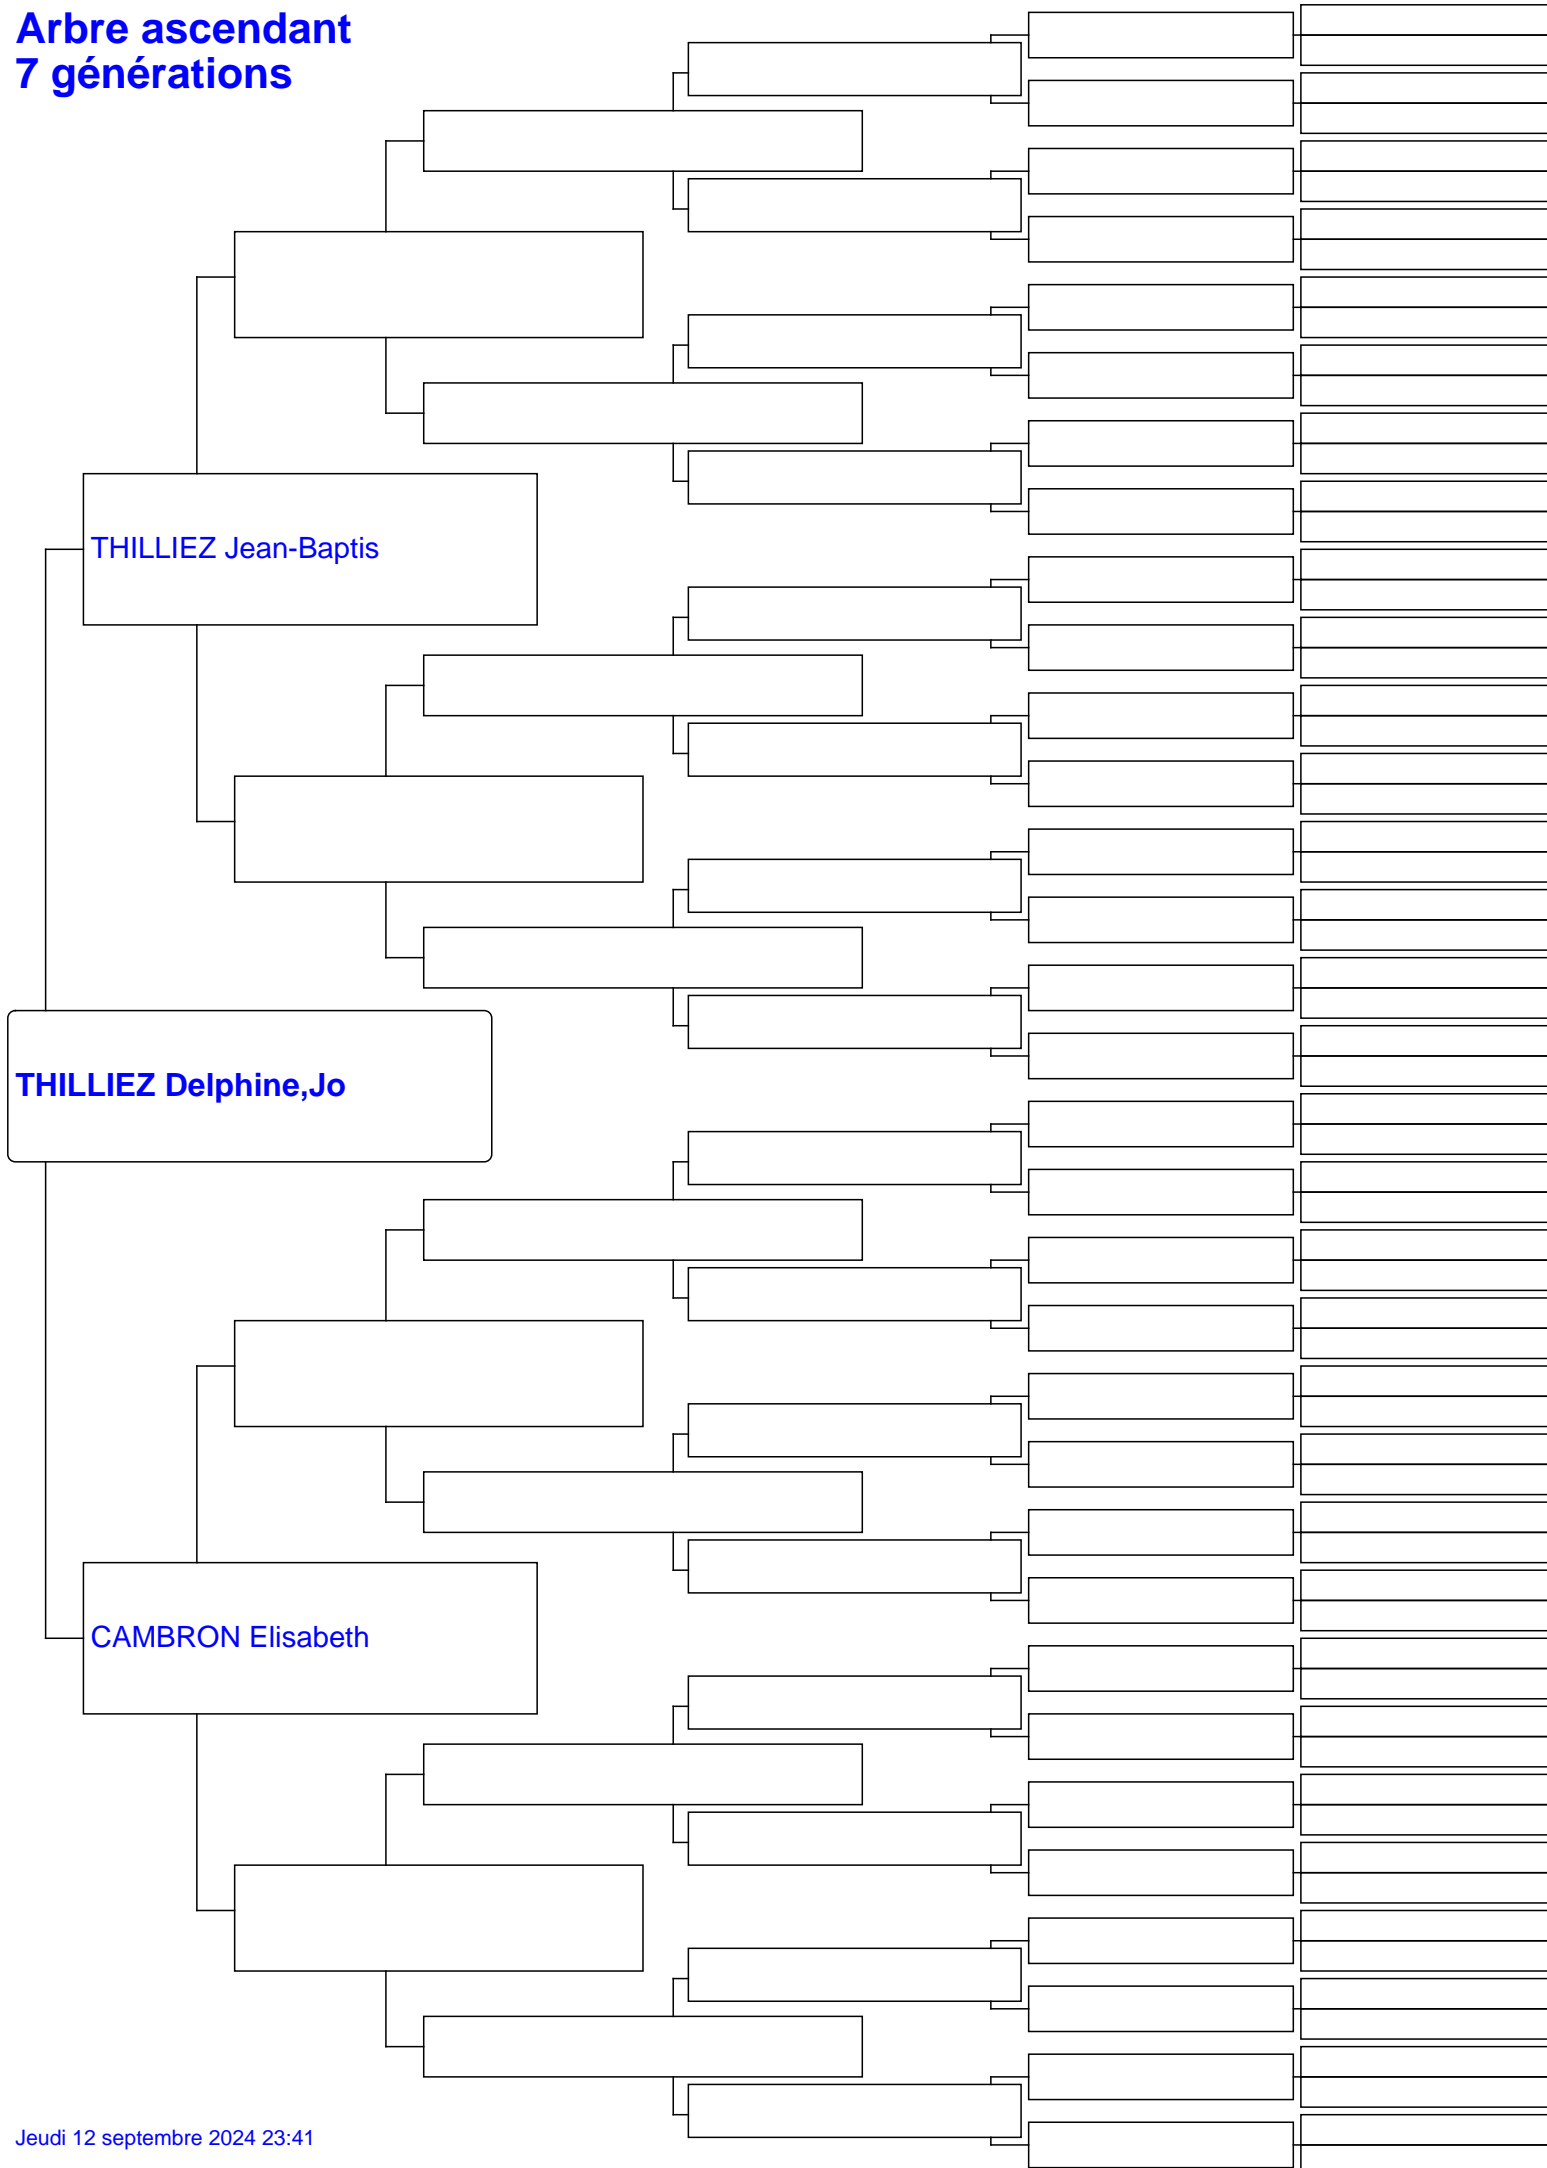 Arbre ascendant
7 générations
THILLIEZ Jean-Baptis
THILLIEZ Delphine,Jo
CAMBRON Elisabeth
Jeudi 12 septembre 2024 23:41